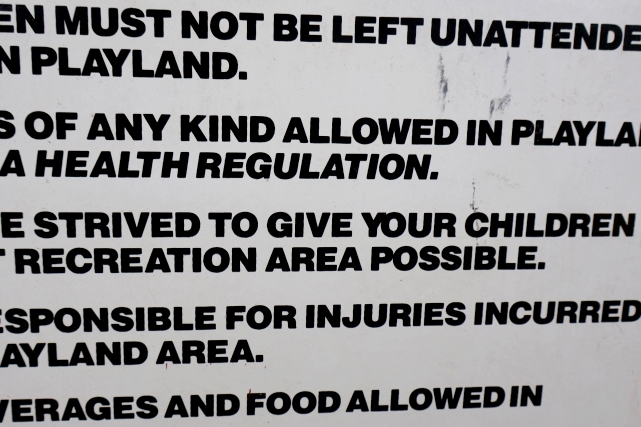 EN MUST NOT BE LEFT UNATTENDE
N PLAYLAND.
S OF ANY KIND ALLOWED IN PLAYLA
A HEALTH REGULATION.
E STRIVED TO GIVE YOUR CHILDREN
T RECREATION AREA POSSIBLE.
ESPONSIBLE FOR INJURIES INCURRED
AYLAND AREA.
VERAGES AND FOOD ALLOWED IN